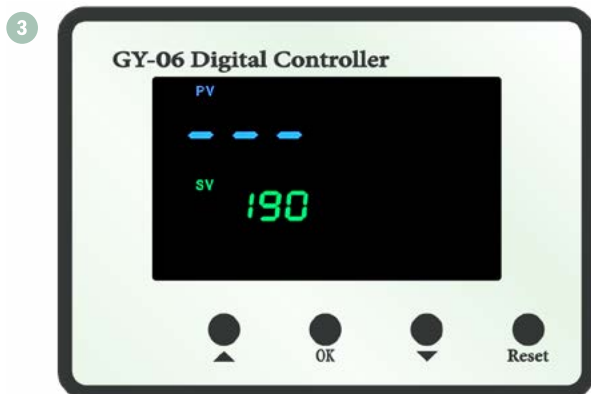 3
GY-06 Digital Controller
PV
- - -
SV
190
▲ OK ▼ Reset